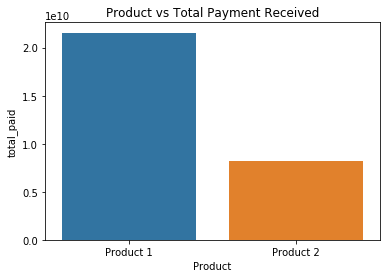 Product vs Total Payment Received
1e10
2.0
1.5
1.0
0.5
0.0
total_paid
Product 1 Product 2
Product